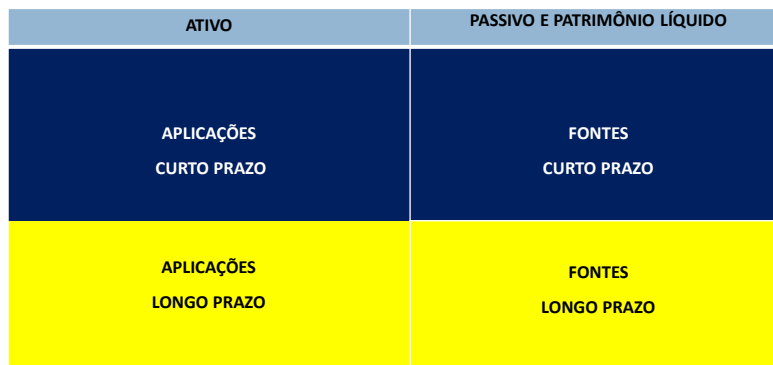 ATIVO
PASSIVO E PATRIMÔNIO LÍQUIDO
APLICAÇÕES
CURTO PRAZO
FONTES
CURTO PRAZO
APLICAÇÕES
LONGO PRAZO
FONTES
LONGO PRAZO